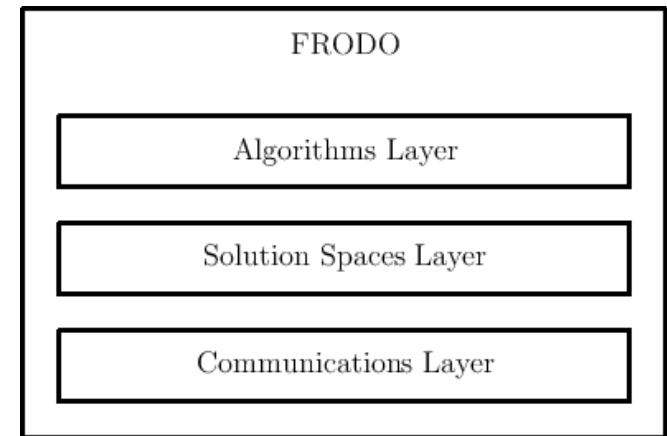 FRODO
Algorithms Layer
Solution Spaces Layer
Communications Layer